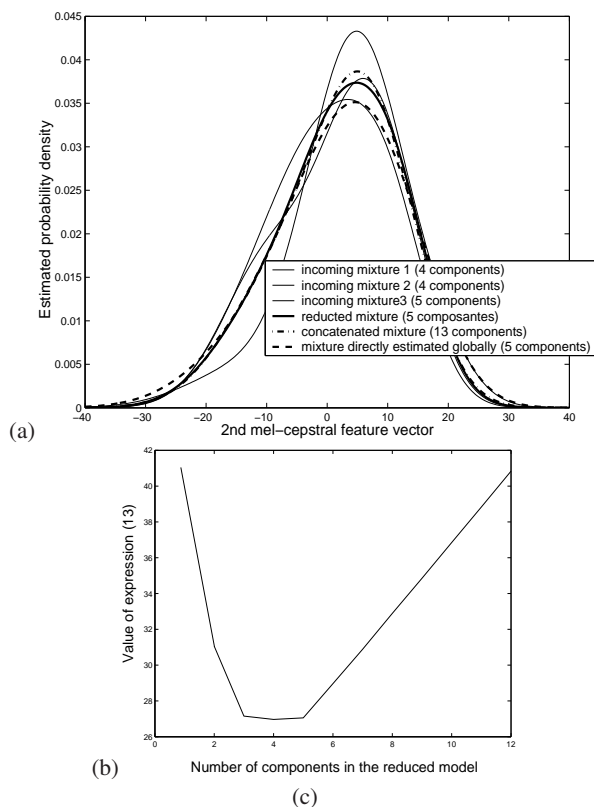 0.045
0.04
0.035
0.03
0.025
0.02
0.015
0.01
0.005
0
Estimated probability density
incoming mixture 1 (4 components)
incoming mixture 2 (4 components)
incoming mixture3 (5 components)
reducted mixture (5 composantes)
concatenated mixture (13 components)
mixture directly estimated globally (5 components)
−40 −30 −20 −10 0 10 20 30 40
(a) 2nd mel−cepstral feature vector
42
40
38
36
34
32
30
28
26
Value of expression (13)
0 2 4 6 8 10 12
(b) Number of components in the reduced model
(c)